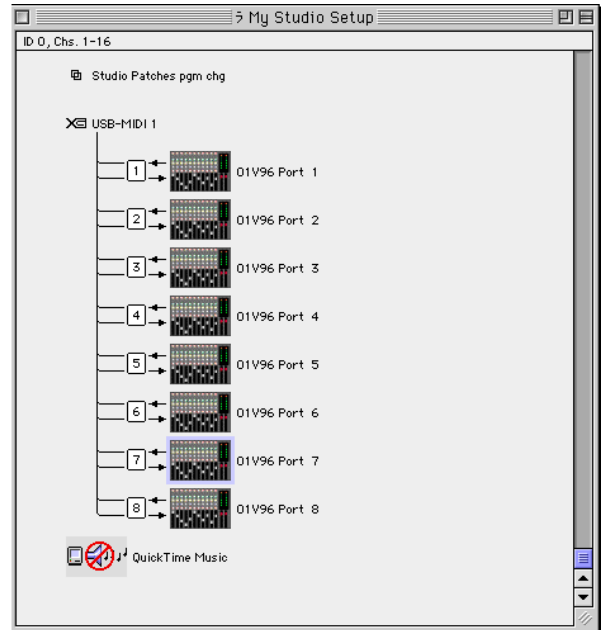 ラ My Studio Setup
ID 0, Chs. 1-16
Studio Patches pgm chg
USB-MIDI 1
1 01V96 Port 1
2 01V96 Port 2
3 01V96 Port 3
4 01V96 Port 4
5 01V96 Port 5
6 01V96 Port 6
7 01V96 Port 7
8 01V96 Port 8
QuickTime Music